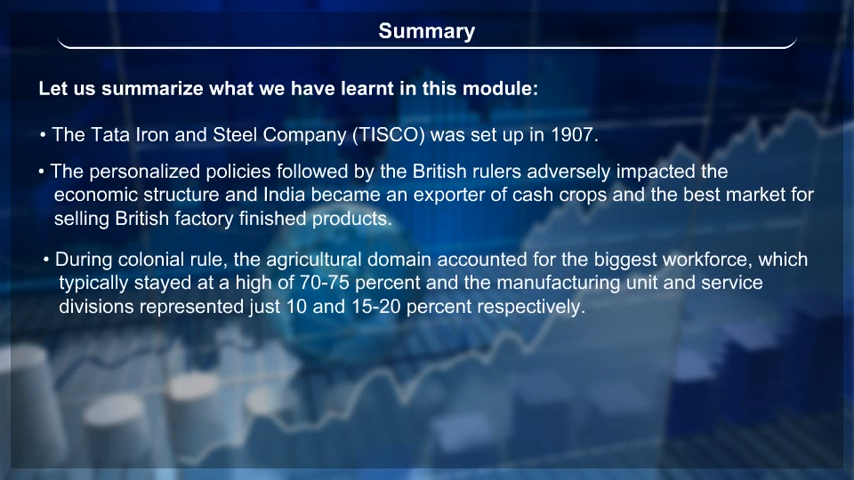 Summary
Let us summarize what we have learnt in this module:
• The Tata Iron and Steel Company (TISCO) was set up in 1907.
• The personalized policies followed by the British rulers adversely impacted the
economic structure and India became an exporter of cash crops and the best market for
selling British factory finished products.
• During colonial rule, the agricultural domain accounted for the biggest workforce, which
typically stayed at a high of 70-75 percent and the manufacturing unit and service
divisions represented just 10 and 15-20 percent respectively.